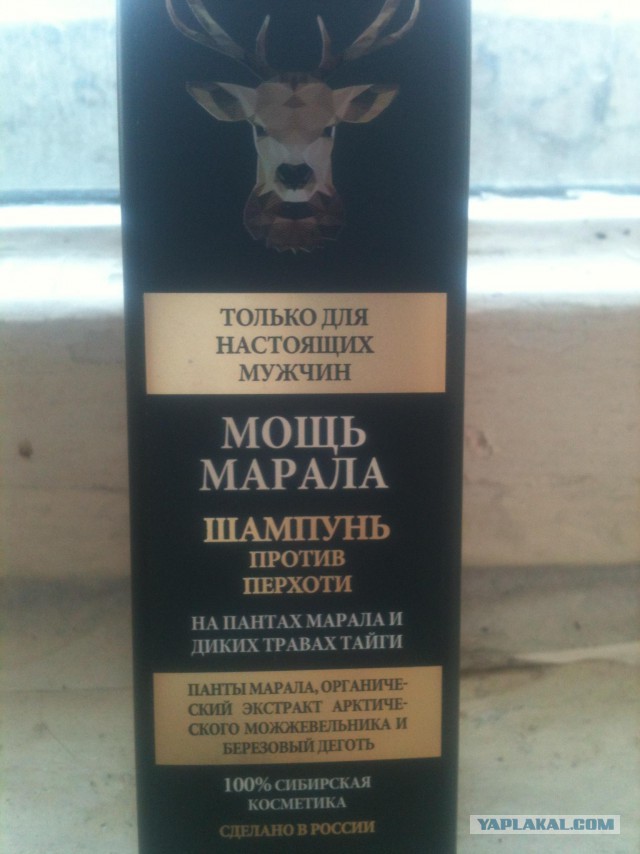 ТОЛЬКО ДЛЯ
НАСТОЯЩИХ
МУЖЧИН
МОЩЬ
МАРАЛА
ШАМПУНЬ
ПРОТИВ
ПЕРХОТИ
НА ПАНТАХ МАРАЛА И
ДИКИХ ТРАВАХ ТАЙГИ
ПАНТЫ МАРАЛА, ОРГАНИЧЕ-
СКИЙ ЭКСТРАКТ АРКТИЧЕ-
СКОГО МОЖЖЕВЕЛЬНИКА И
БЕРЕЗОВЫЙ ДЕГОТЬ
100% СИБИРСКАЯ
КОСМЕТИКА
СДЕЛАНО В РОССИИ
YAPLAKAL.COM